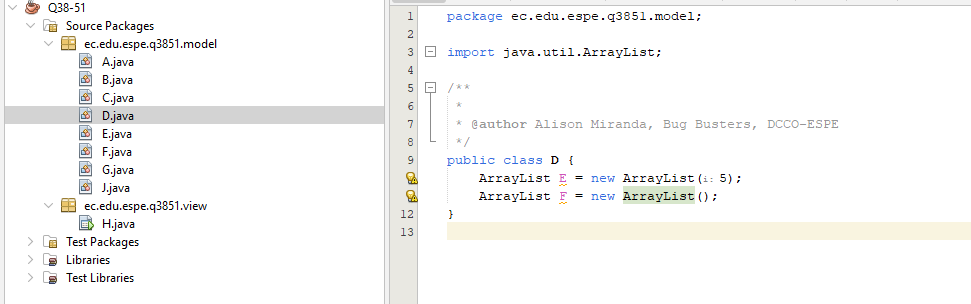 Q38-51
Source Packages
ec.edu.espe.q3851.model
A.java
B.java
C.java
D.java
E.java
F.java
G.java
J.java
ec.edu.espe.q3851.view
H.java
Test Packages
Libraries
Test Libraries
1 package ec.edu.espe.q3851.model;
2
3 import java.util.ArrayList;
4
5 /**
6 *
7 * @author Alison Miranda, Bug Busters, DCCO-ESPE
8 */
9 public class D {
ArrayList E = new ArrayList(i: 5);
ArrayList F = new ArrayList();
12 }
13